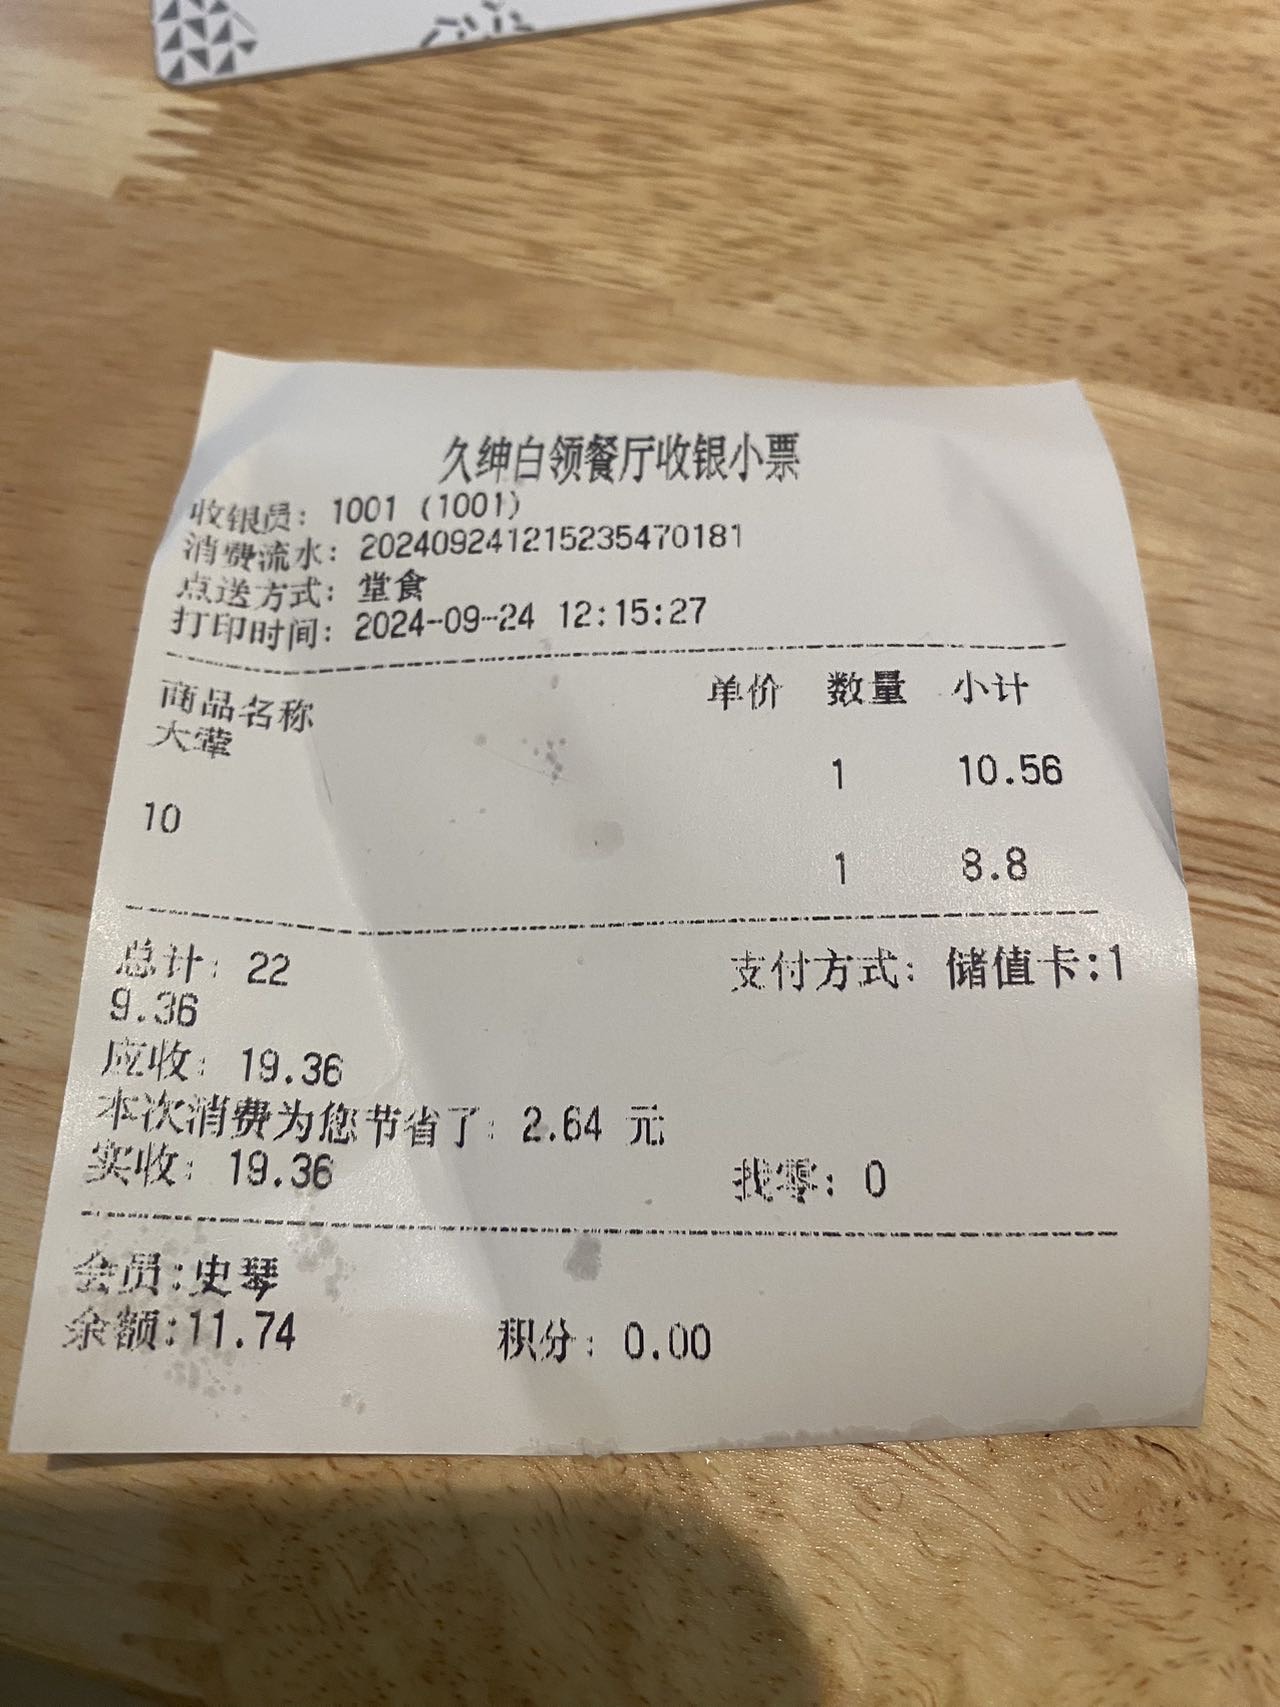 久绅白领餐厅收银小票
收银员: 1001 (1001)
消费流水: 202409241215235470181
点送方式: 堂食
打印时间: 2024-09-24 12:15:27
商品名称 单价 数量 小计
大荤
1 10.56
10
1 8.8
总计: 22 支付方式: 储值卡:1
9.36
应收: 19.36
本次消费为您节省了: 2.64 元
实收: 19.36 找零: 0
会员:史琴
余额:11.74 积分: 0.00